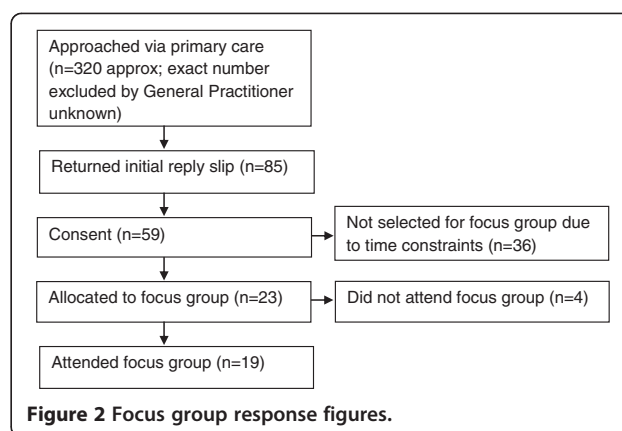 Approached via primary care
(n=320 approx; exact number
excluded by General Practitioner
unknown)
Returned initial reply slip (n=85)
Consent (n=59)
Not selected for focus group due
to time constraints (n=36)
Allocated to focus group (n=23)
Did not attend focus group (n=4)
Attended focus group (n=19)
Figure 2 Focus group response figures.